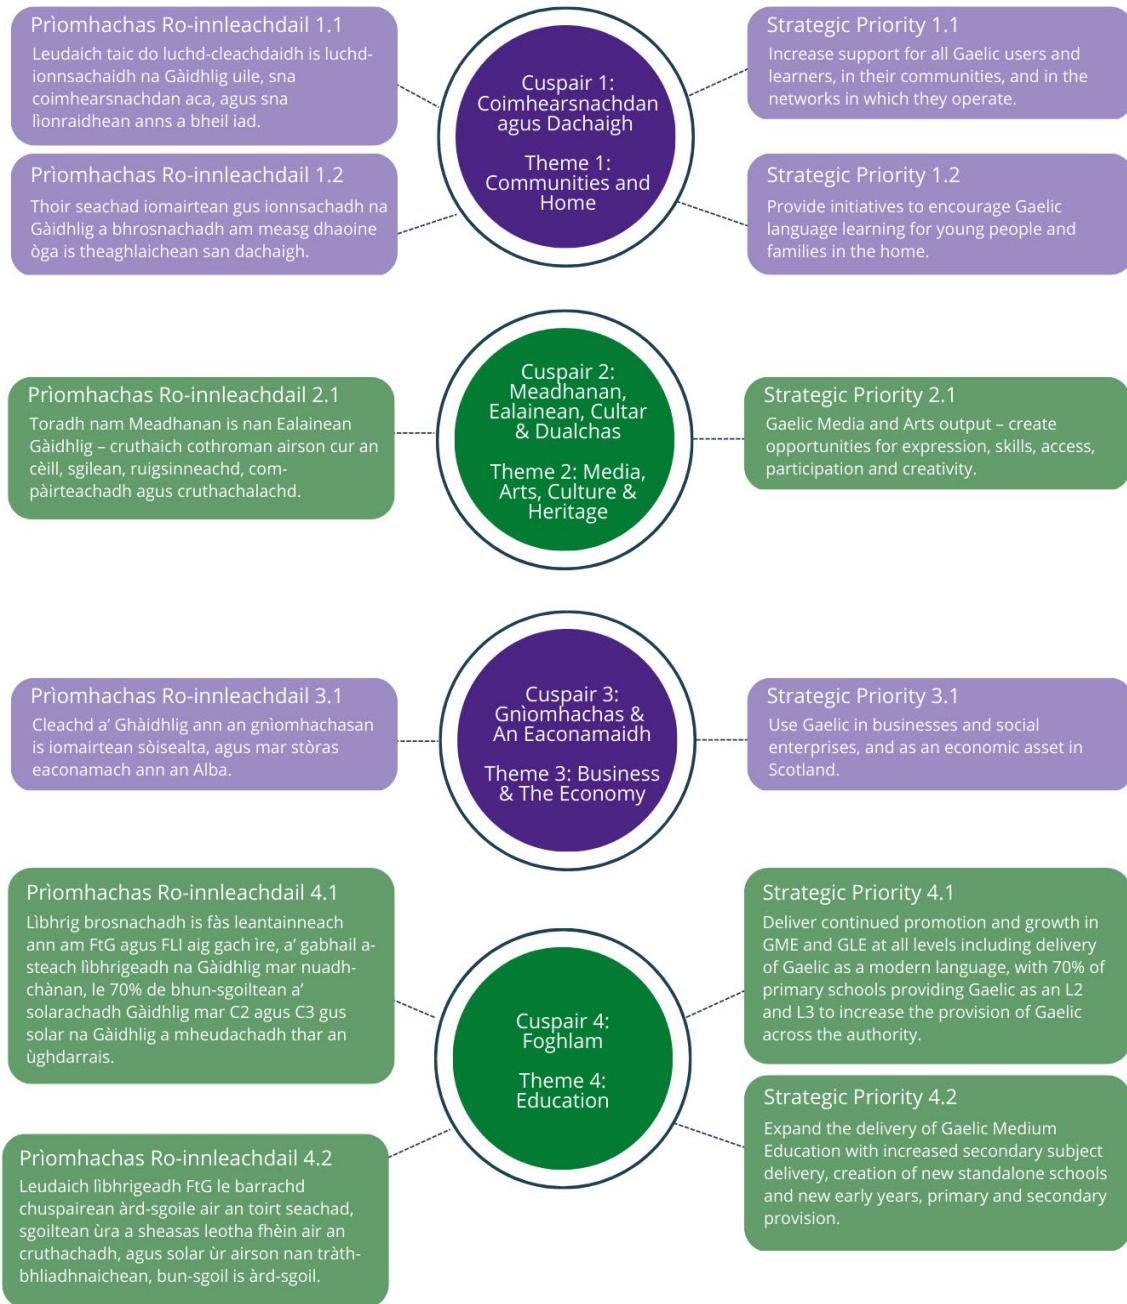 Prìomhachas Ro-innleachdail 1.1
Leudaich taic do luchd-cleachdaidh is luchd-
ionnsachaidh na Gàidhlig uile, sna
coimhearsnachdan aca, agus sna
lìonraidhean anns a bheil iad.
Prìomhachas Ro-innleachdail 1.2
Thoir seachad iomairtean gus ionnsachadh na
Gàidhlig a bhrosnachadh am measg dhaoine
òga is theaghlaichean san dachaigh.
Cuspair 1:
Coimhearsnachdan
agus Dachaigh
Theme 1:
Communities and
Home
Strategic Priority 1.1
Increase support for all Gaelic users and
learners, in their communities, and in the
networks in which they operate.
Strategic Priority 1.2
Provide initiatives to encourage Gaelic
language learning for young people and
families in the home.
Prìomhachas Ro-innleachdail 2.1
Toradh nam Meadhanan is nan Ealainean
Gàidhlig – cruthaich cothroman airson cur an
cèill, sgilean, ruigsinneachd, com-
pàirteachadh agus cruthachalachd.
Cuspair 2:
Meadhanan,
Ealainean, Cultar
& Dualchas
Theme 2: Media,
Arts, Culture &
Heritage
Strategic Priority 2.1
Gaelic Media and Arts output – create
opportunities for expression, skills, access,
participation and creativity.
Prìomhachas Ro-innleachdail 3.1
Cleachd a’ Ghàidhlig ann an gnìomhachasan
is iomairtean sòisealta, agus mar stòras
eaconamach ann an Alba.
Cuspair 3:
Gnìomhachas &
An Eaconamaidh
Theme 3: Business
& The Economy
Strategic Priority 3.1
Use Gaelic in businesses and social
enterprises, and as an economic asset in
Scotland.
Prìomhachas Ro-innleachdail 4.1
Lìbhrig brosnachadh is fàs leantainneach
ann am FtG agus FLI aig gach ìre, a’ gabhail a-
steach lìbhrigeadh na Gàidhlig mar nuadh-
chànan, le 70% de bhun-sgoiltean a’
solarachadh Gàidhlig mar C2 agus C3 gus
solar na Gàidhlig a mheudachadh thar an
ùghdarrais.
Prìomhachas Ro-innleachdail 4.2
Leudaich lìbhrigeadh FtG le barrachd
chuspairean àrd-sgoile air an toirt seachad,
sgoiltean ùra a sheasas leotha fhèin air an
cruthachadh, agus solar ùr airson nan tràth-
bhliadhnaichean, bun-sgoil is àrd-sgoil.
Cuspair 4:
Foghlam
Theme 4:
Education
Strategic Priority 4.1
Deliver continued promotion and growth in
GME and GLE at all levels including delivery
of Gaelic as a modern language, with 70% of
primary schools providing Gaelic as an L2
and L3 to increase the provision of Gaelic
across the authority.
Strategic Priority 4.2
Expand the delivery of Gaelic Medium
Education with increased secondary subject
delivery, creation of new standalone schools
and new early years, primary and secondary
provision.